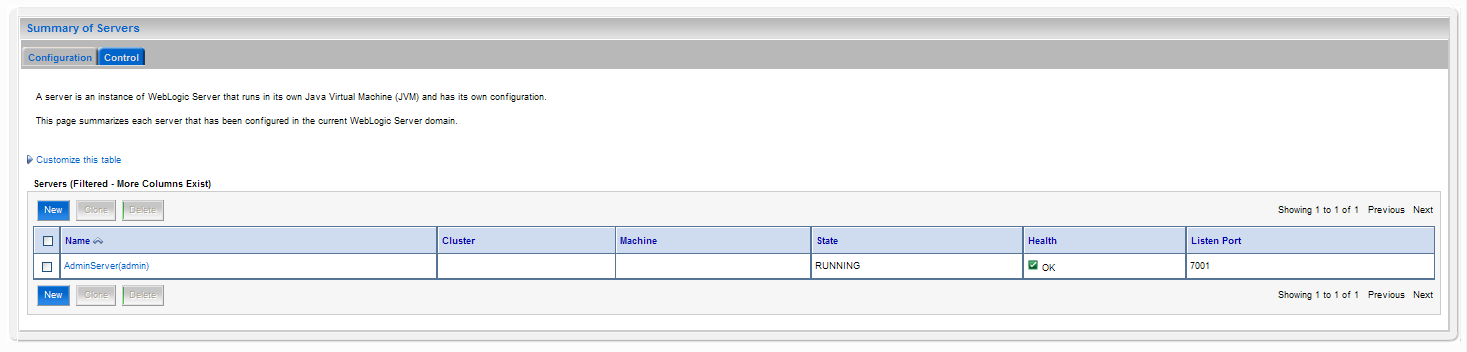 Summary of Servers
Configuration Control
A server is an instance of WebLogic Server that runs in its own Java Virtual Machine (JVM) and has its own configuration.
This page summarizes each server that has been configured in the current WebLogic Server domain.
Customize this table
Servers (Filtered - More Columns Exist)
New Clone Delete Showing 1 to 1 of 1 Previous Next
Name Cluster Machine State Health Listen Port
AdminServer(admin) RUNNING OK 7001
New Clone Delete Showing 1 to 1 of 1 Previous Next